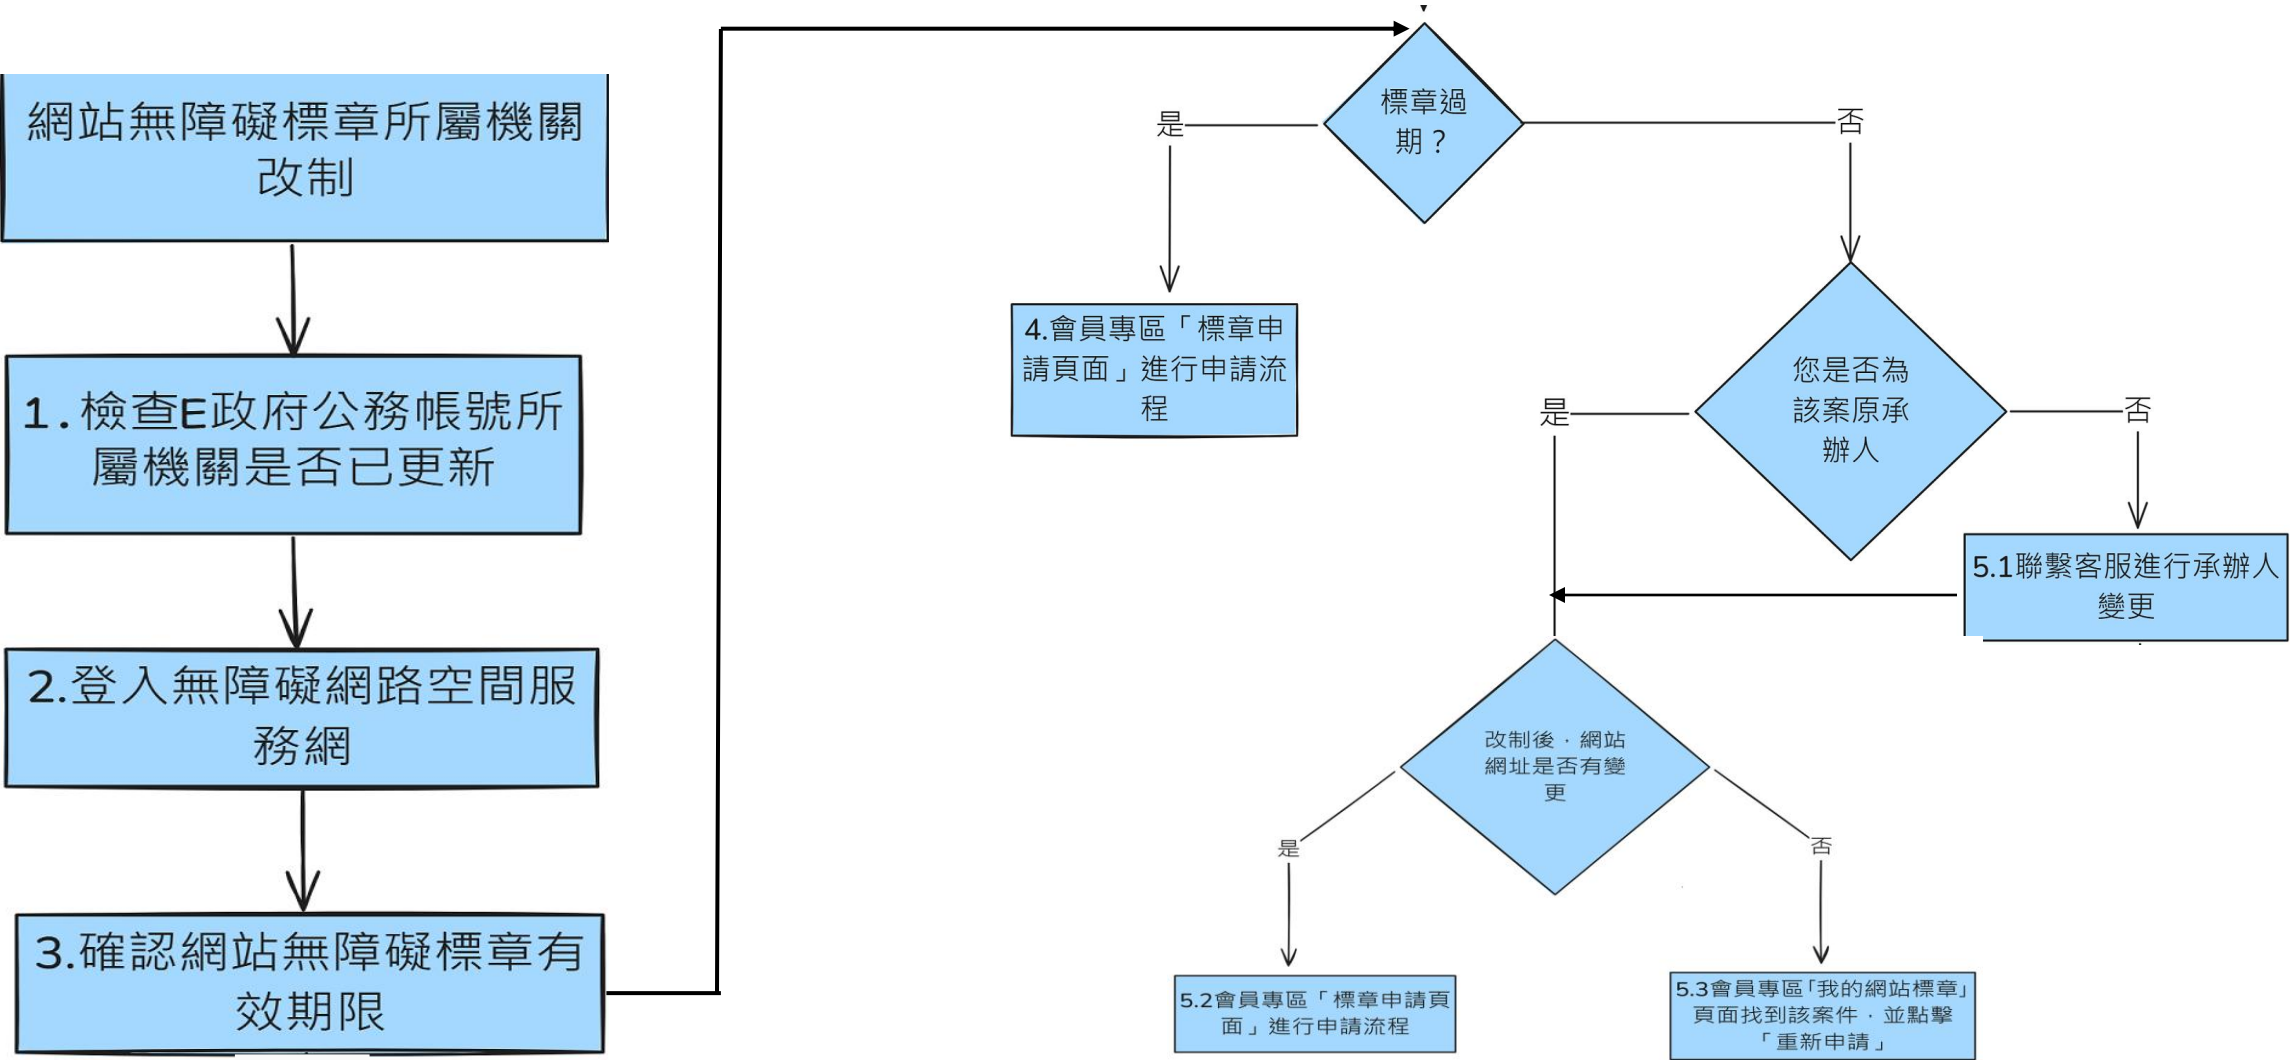 網站無障礙標章所屬機關
改制
1.檢查E政府公務帳號所
屬機關是否已更新
2.登入無障礙網路空間服
務網
3.確認網站無障礙標章有
效期限
標章過
期？
是
否
4.會員專區「標章申
請頁面」進行申請流
程
您是否為
該案原承
辦人
是
否
5.1聯繫客服進行承辦人
變更
改制後，網站
網址是否有變
更
是
否
5.2會員專區「標章申請頁
面」進行申請流程
5.3會員專區「我的網站標章」
頁面找到該案件，並點擊
「重新申請」